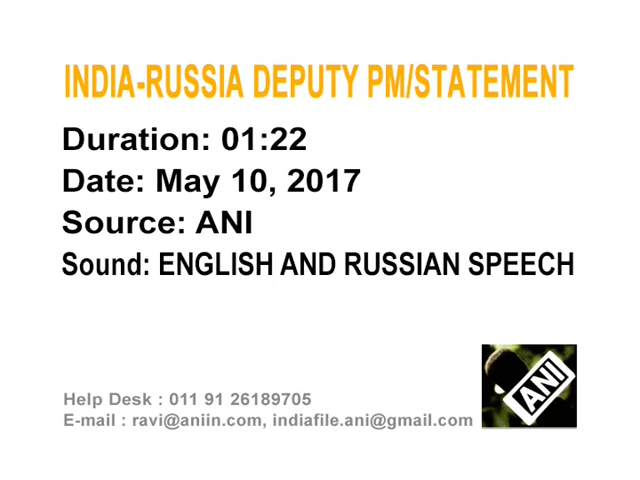 INDIA-RUSSIA DEPUTY PM/STATEMENT
Duration: 01:22
Date: May 10, 2017
Source: ANI
Sound: ENGLISH AND RUSSIAN SPEECH
ANI
Help Desk : 011 91 26189705
E-mail : ravi@aniin.com, indiafile.ani@gmail.com